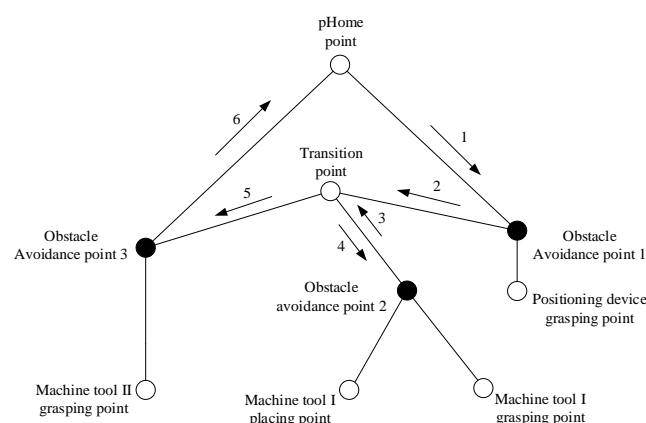 pHome
point
6
1
Transition
point
5
2
3
4
Obstacle
Avoidance point 3
Obstacle
Avoidance point 1
Obstacle
avoidance point 2
Positioning device
grasping point
Machine tool II
grasping point
Machine tool I
placing point
Machine tool I
grasping point